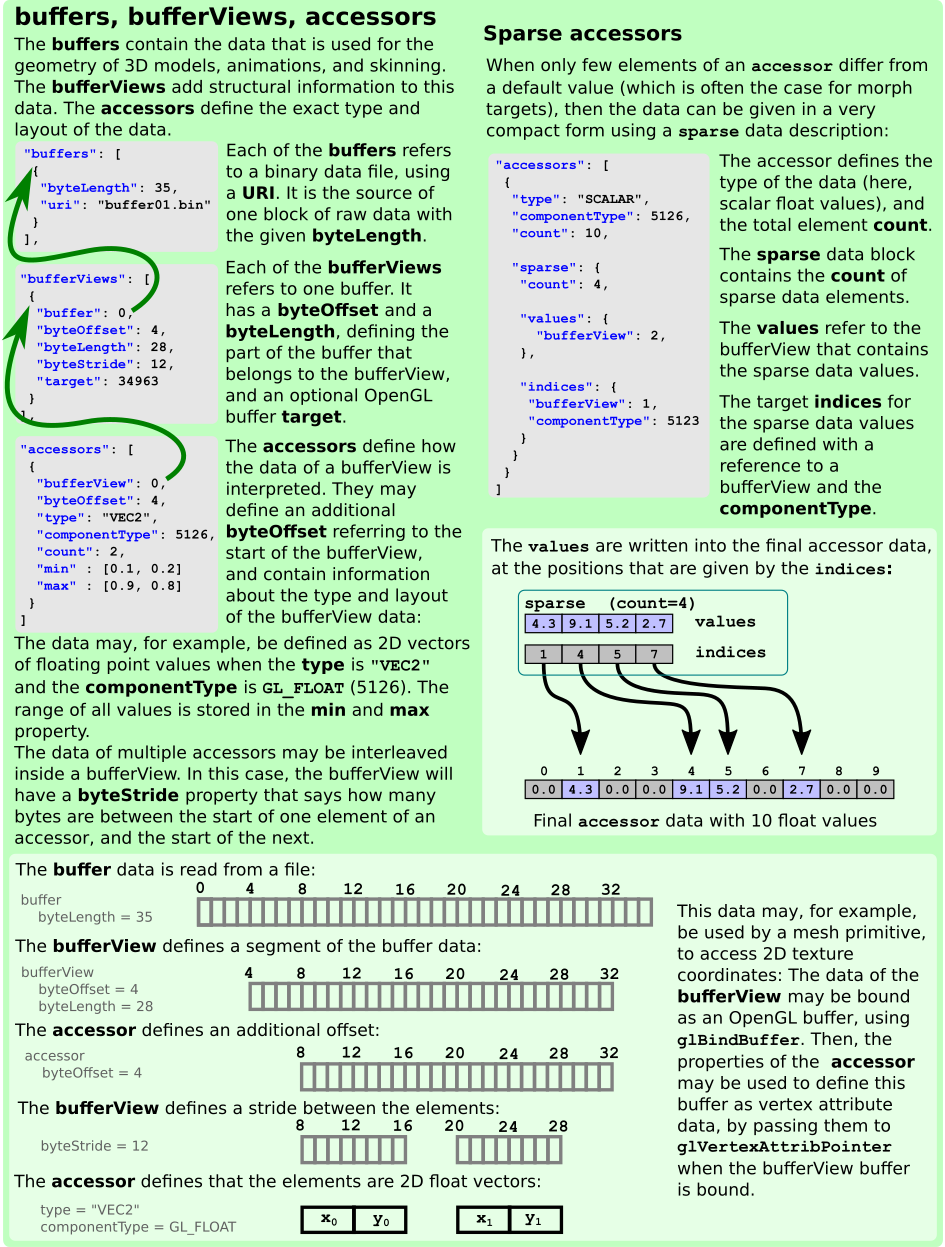 buffers, bufferViews, accessors
The buffers contain the data that is used for the
geometry of 3D models, animations, and skinning.
The bufferViews add structural information to this
data. The accessors define the exact type and
layout of the data.
"buffers": [
{
"byteLength": 35,
"uri": "buffer01.bin"
}
],
Each of the buffers refers
to a binary data file, using
a URI. It is the source of
one block of raw data with
the given byteLength.
"bufferViews": [
{
"buffer": 0,
"byteOffset": 4,
"byteLength": 28,
"byteStride": 12,
"target": 34963
}
],
Each of the bufferViews
refers to one buffer. It
has a byteOffset and a
byteLength, defining the
part of the buffer that
belongs to the bufferView,
and an optional OpenGL
buffer target.
"accessors": [
{
"bufferView": 0,
"byteOffset": 4,
"type": "VEC2",
"componentType": 5126,
"count": 2,
"min" : [0.1, 0.2]
"max" : [0.9, 0.8]
}
]
The accessors define how
the data of a bufferView is
interpreted. They may
define an additional
byteOffset referring to the
start of the bufferView,
and contain information
about the type and layout
of the bufferView data:
The data may, for example, be defined as 2D vectors
of floating point values when the type is "VEC2"
and the componentType is GL_FLOAT (5126). The
range of all values is stored in the min and max
property.
The data of multiple accessors may be interleaved
inside a bufferView. In this case, the bufferView will
have a byteStride property that says how many
bytes are between the start of one element of an
accessor, and the start of the next.
Sparse accessors
When only few elements of an accessor differ from
a default value (which is often the case for morph
targets), then the data can be given in a very
compact form using a sparse data description:
"accessors": [
{
"type": "SCALAR",
"componentType": 5126,
"count": 10,
"sparse": {
"count": 4,
"values": {
"bufferView": 2,
},
"indices": {
"bufferView": 1,
"componentType": 5123
}
}
}
]
The accessor defines the
type of the data (here,
scalar float values), and
the total element count.
The sparse data block
contains the count of
sparse data elements.
The values refer to the
bufferView that contains
the sparse data values.
The target indices for
the sparse data values
are defined with a
reference to a
bufferView and the
componentType.
The values are written into the final accessor data,
at the positions that are given by the indices:
sparse (count=4)
4.3 9.1 5.2 2.7 values
1 4 5 7 indices
0 1 2 3 4 5 6 7 8 9
0.0 4.3 0.0 0.0 9.1 5.2 0.0 2.7 0.0 0.0
Final accessor data with 10 float values
The buffer data is read from a file:
0 4 8 12 16 20 24 28 32
buffer
byteLength = 35
The bufferView defines a segment of the buffer data:
4 8 12 16 20 24 28 32
bufferView
byteOffset = 4
byteLength = 28
The accessor defines an additional offset:
8 12 16 20 24 28 32
accessor
byteOffset = 4
The bufferView defines a stride between the elements:
8 12 16 20 24 28
byteStride = 12
The accessor defines that the elements are 2D float vectors:
type = "VEC2"
componentType = GL_FLOAT
x0 y0 x1 y1
This data may, for example,
be used by a mesh primitive,
to access 2D texture
coordinates: The data of the
bufferView may be bound
as an OpenGL buffer, using
glBindBuffer. Then, the
properties of the accessor
may be used to define this
buffer as vertex attribute
data, by passing them to
glVertexAttribPointer
when the bufferView buffer
is bound.